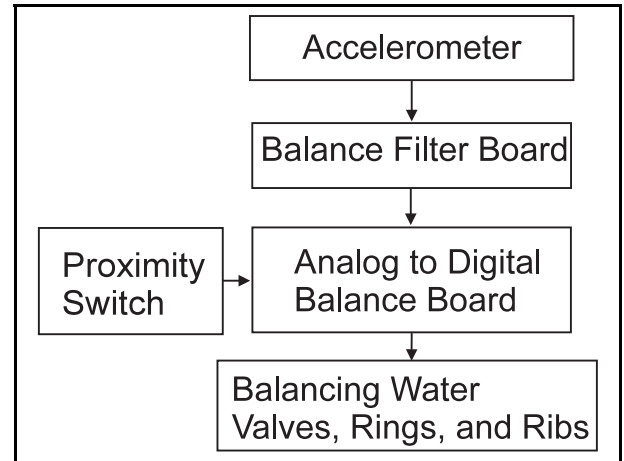 Accelerometer
Balance Filter Board
Proximity
Switch
Analog to Digital
Balance Board
Balancing Water
Valves, Rings, and Ribs